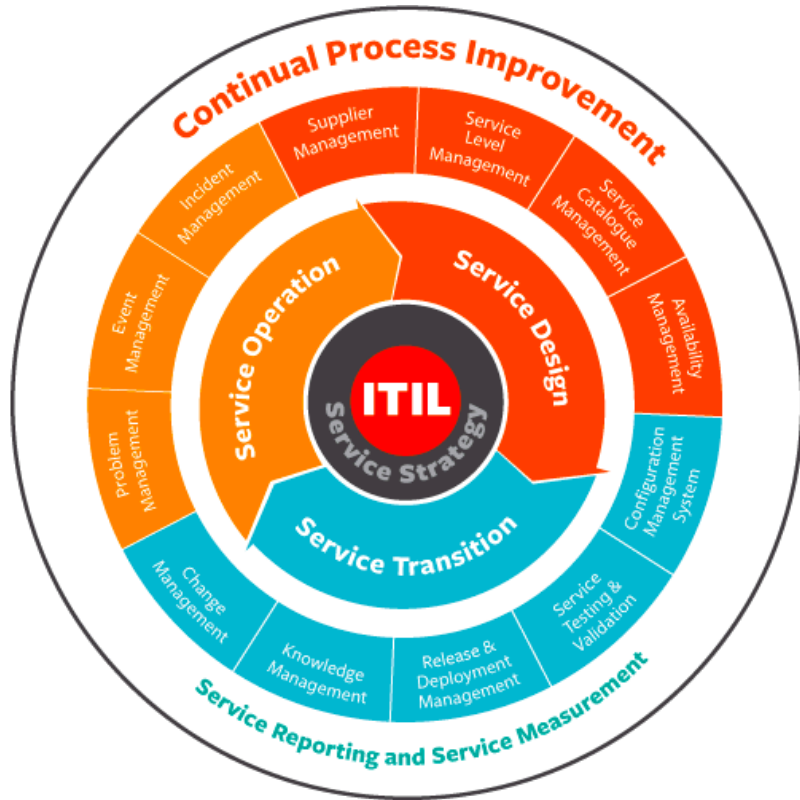 Continual Process Improvement
Supplier
Management
Service
Level
Management
Service
Catalogue
Management
Availability
Management
Configuration
Management
System
Service
Testing &
Validation
Release &
Deployment
Management
Knowledge
Management
Change
Management
Problem
Management
Event
Management
Incident
Management
Service Design
Service Transition
Service Operation
ITIL
Service Strategy
Service Reporting and Service Measurement